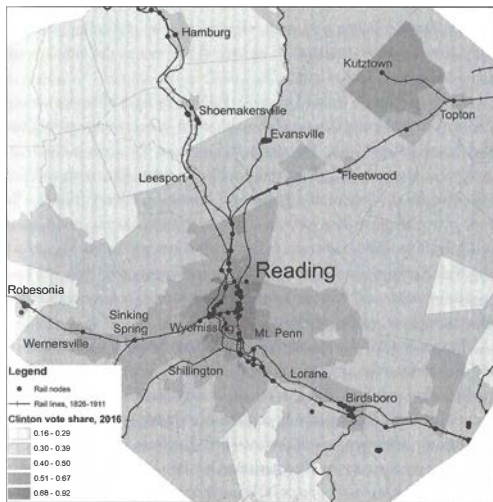 Hamburg
Kutztown
Shoemakersville
Topton
Evansville
Leesport
Fleetwood
Reading
Robesonia
Sinking
Spring
Wyomissing
Mt. Penn
Wernersville
Shillington
Lorane
Birdsboro
Legend
Rail nodes
Rail lines, 1826-1911
Clinton vote share, 2016
0.16 - 0.29
0.30 - 0.39
0.40 - 0.50
0.51 - 0.67
0.68 - 0.92